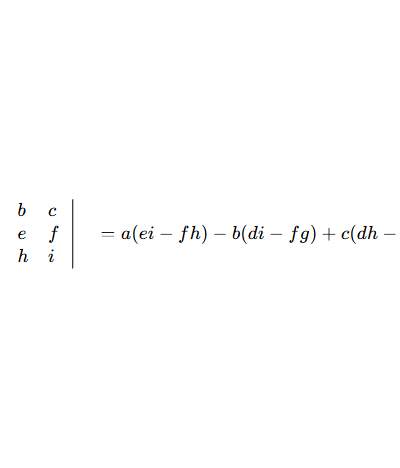 b c
e f = a(ei − fh) − b(di − fg) + c(dh −
h i